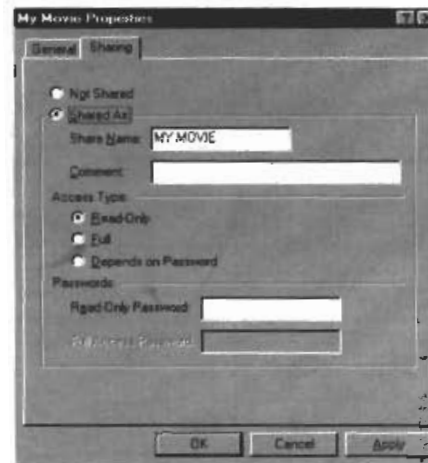 My Movie Properties
General Sharing
Not Shared
Shared As:
Share Name: MY MOVIE
Comment:
Access Type:
Read-Only
Full
Depends on Password
Passwords:
Read-Only Password:
Full Access Password:
OK Cancel Apply